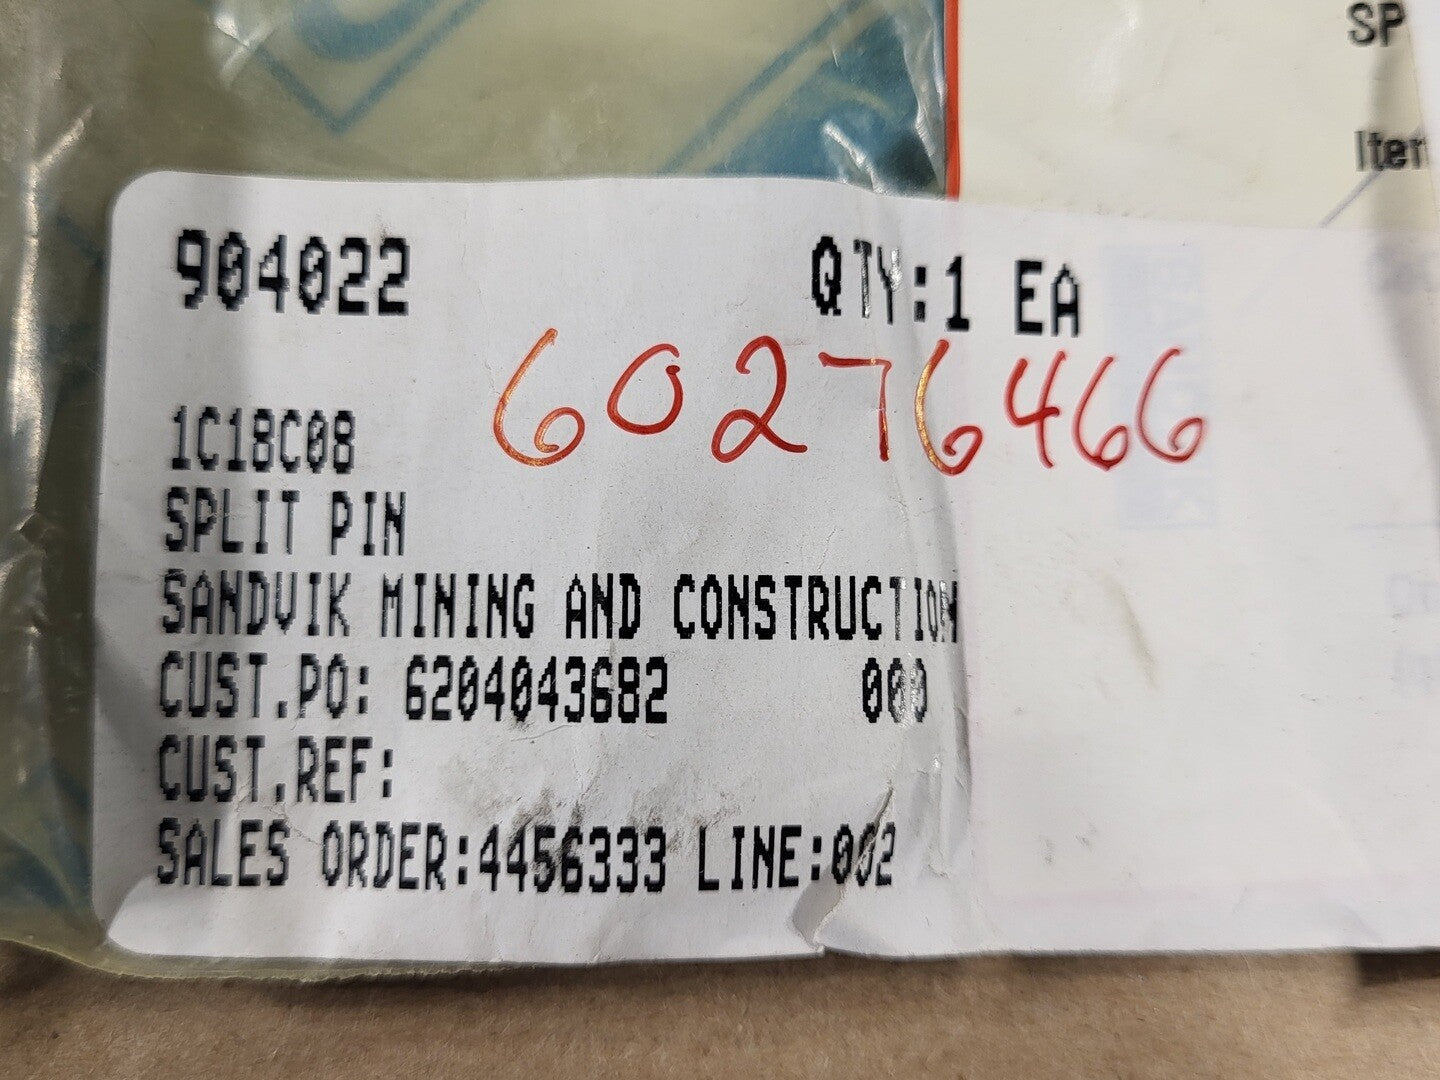 SP
Item
904022 QTY:1 EA
60276466
1C18C08
SPLIT PIN
SANDVIK MINING AND CONSTRUCTION
CUST.PO: 6204043682 000
CUST.REF:
SALES ORDER:4456333 LINE:002